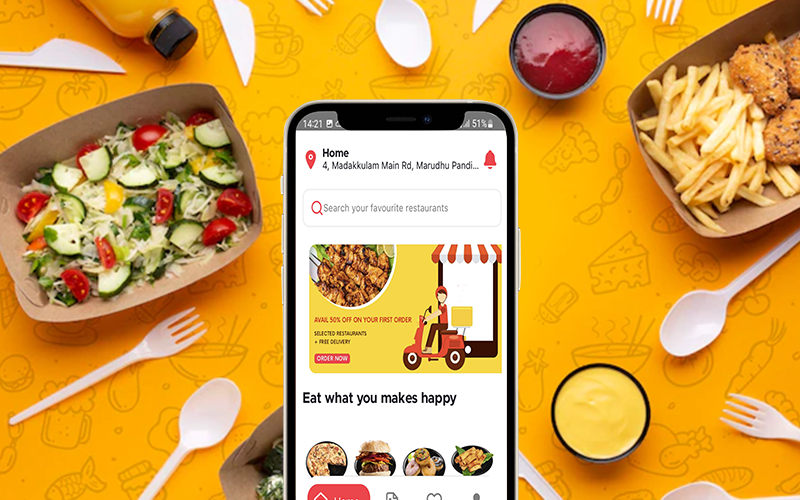 14:21 51%
Home
4, Madakkulam Main Rd, Marudhu Pandi...
Search your favourite restaurants
AVAIL 50% OFF ON YOUR FIRST ORDER
SELECTED RESTAURANTS
+ FREE DELIVERY
ORDER NOW
Eat what you makes happy
Home